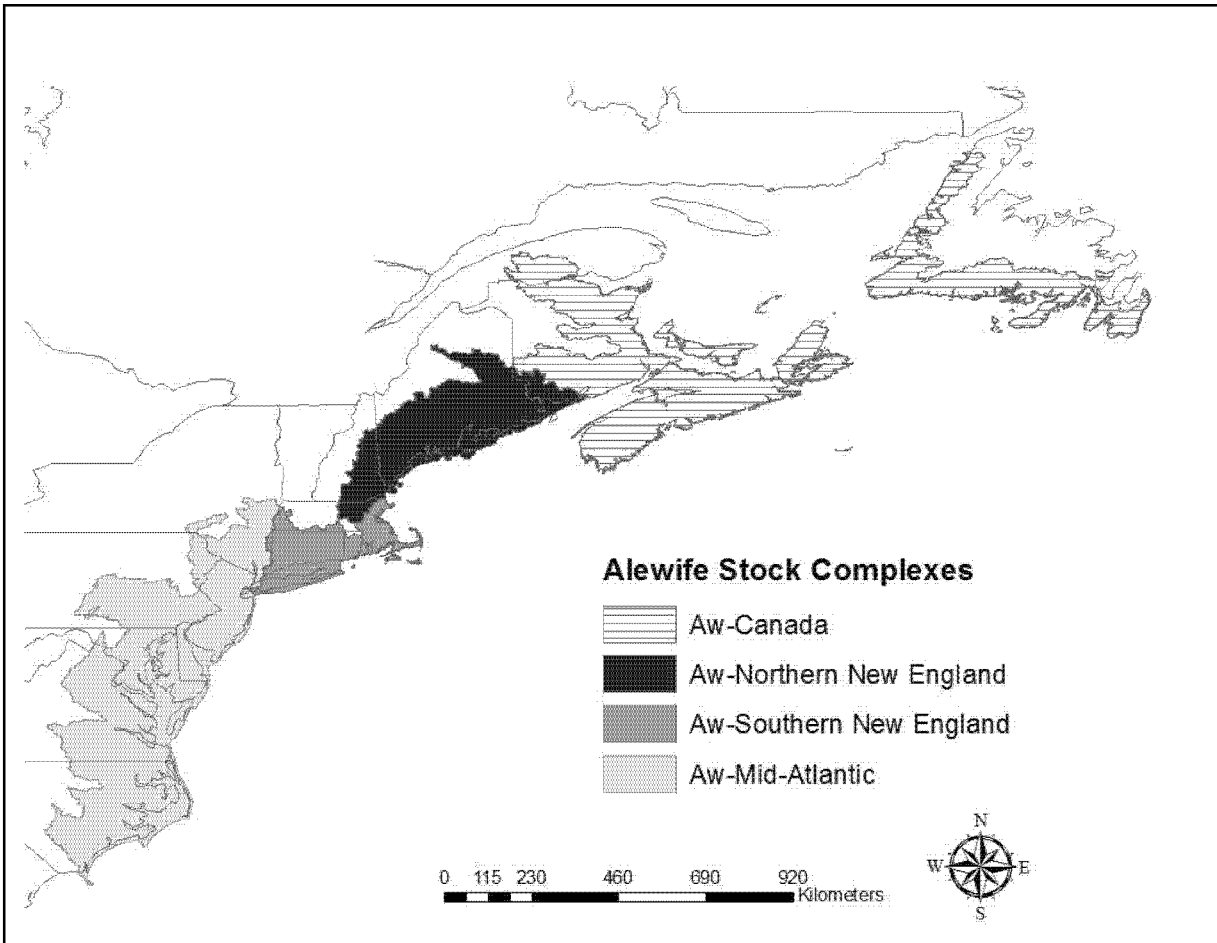 Alewife Stock Complexes
Aw-Canada
Aw-Northern New England
Aw-Southern New England
Aw-Mid-Atlantic
N
W E
S
0 115 230 460 690 920
Kilometers